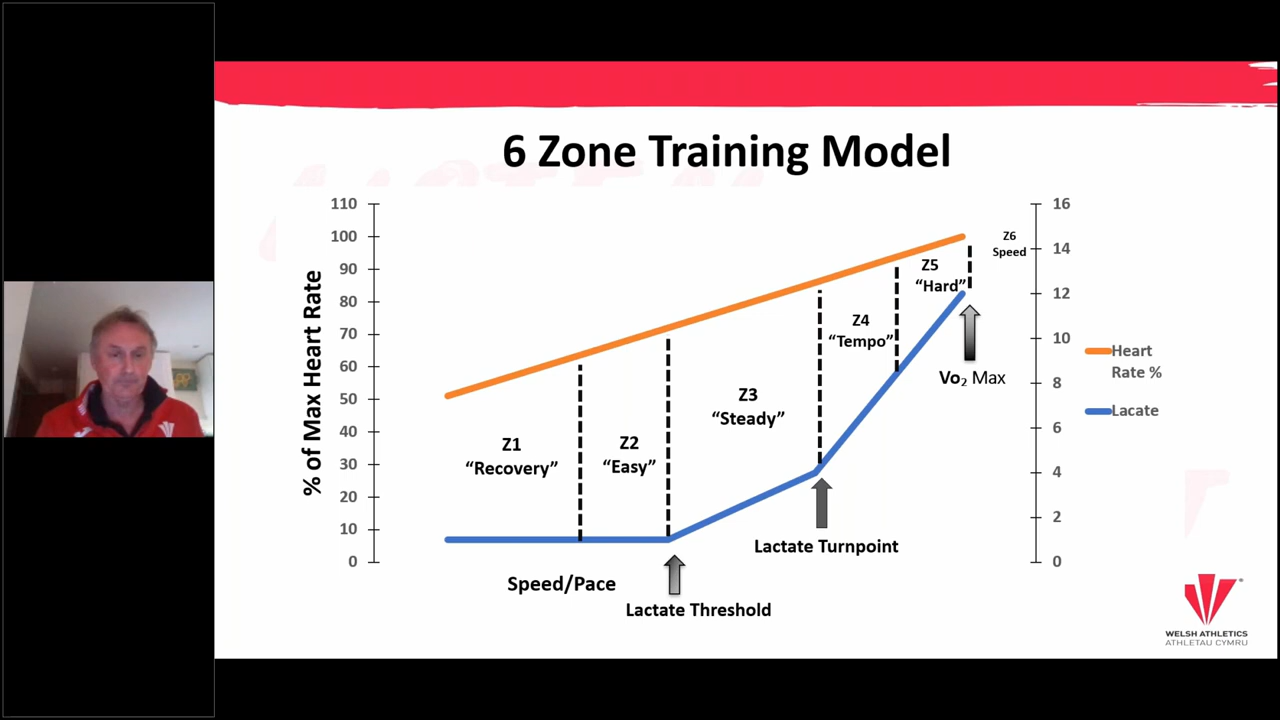 6 Zone Training Model
110
100
90
80
70
60
50
40
30
20
10
0
% of Max Heart Rate
16
14
12
10
8
6
4
2
0
Z1
“Recovery”
Z2
“Easy”
Z3
“Steady”
Z4
“Tempo”
Z5
“Hard”
Z6
Speed
Vo₂ Max
Lactate Turnpoint
Lactate Threshold
Speed/Pace
Heart
Rate %
Lacate
WELSH ATHLETICS
ATHLETAU CYMRU